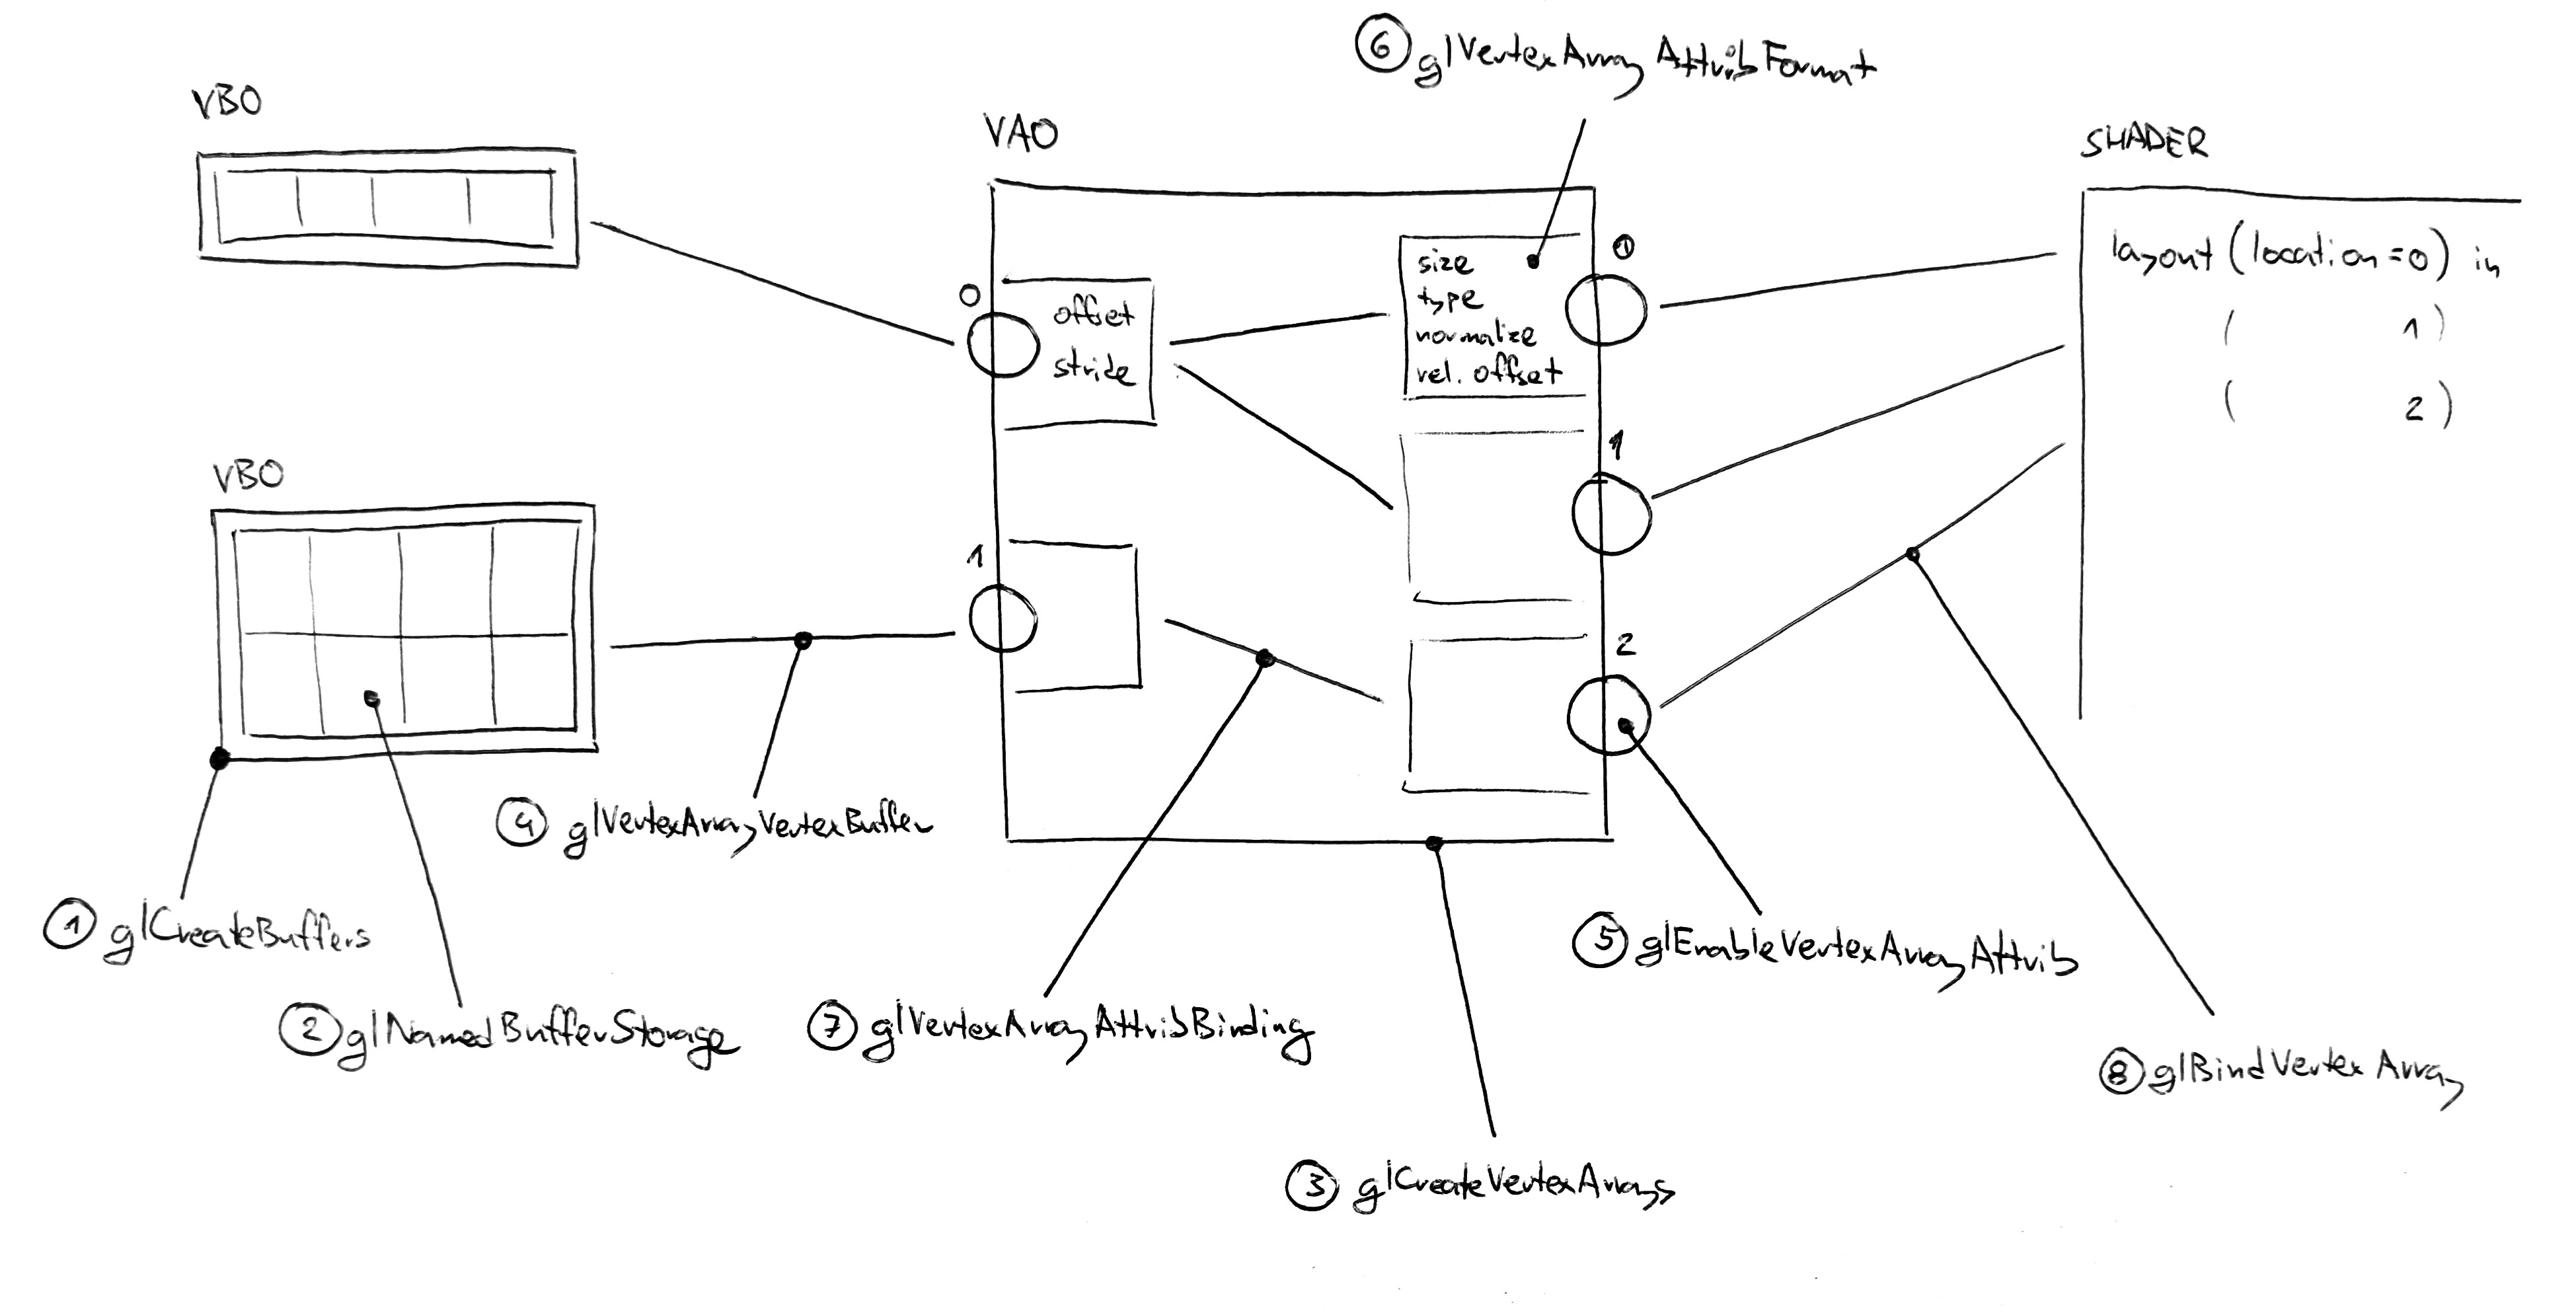 ⑥ glVertexArrayAttribFormat
VBO
VAO
SHADER
0
size
type
normalize
rel. offset
layout (location=0) in
( 1 )
( 2 )
0
offset
stride
1
VBO
1
2
④ glVertexArrayVertexBuffer
① glCreateBuffers
⑤ glEnableVertexArrayAttrib
② glNamedBufferStorage
⑦ glVertexArrayAttribBinding
⑧ glBindVertexArray
③ glCreateVertexArrays